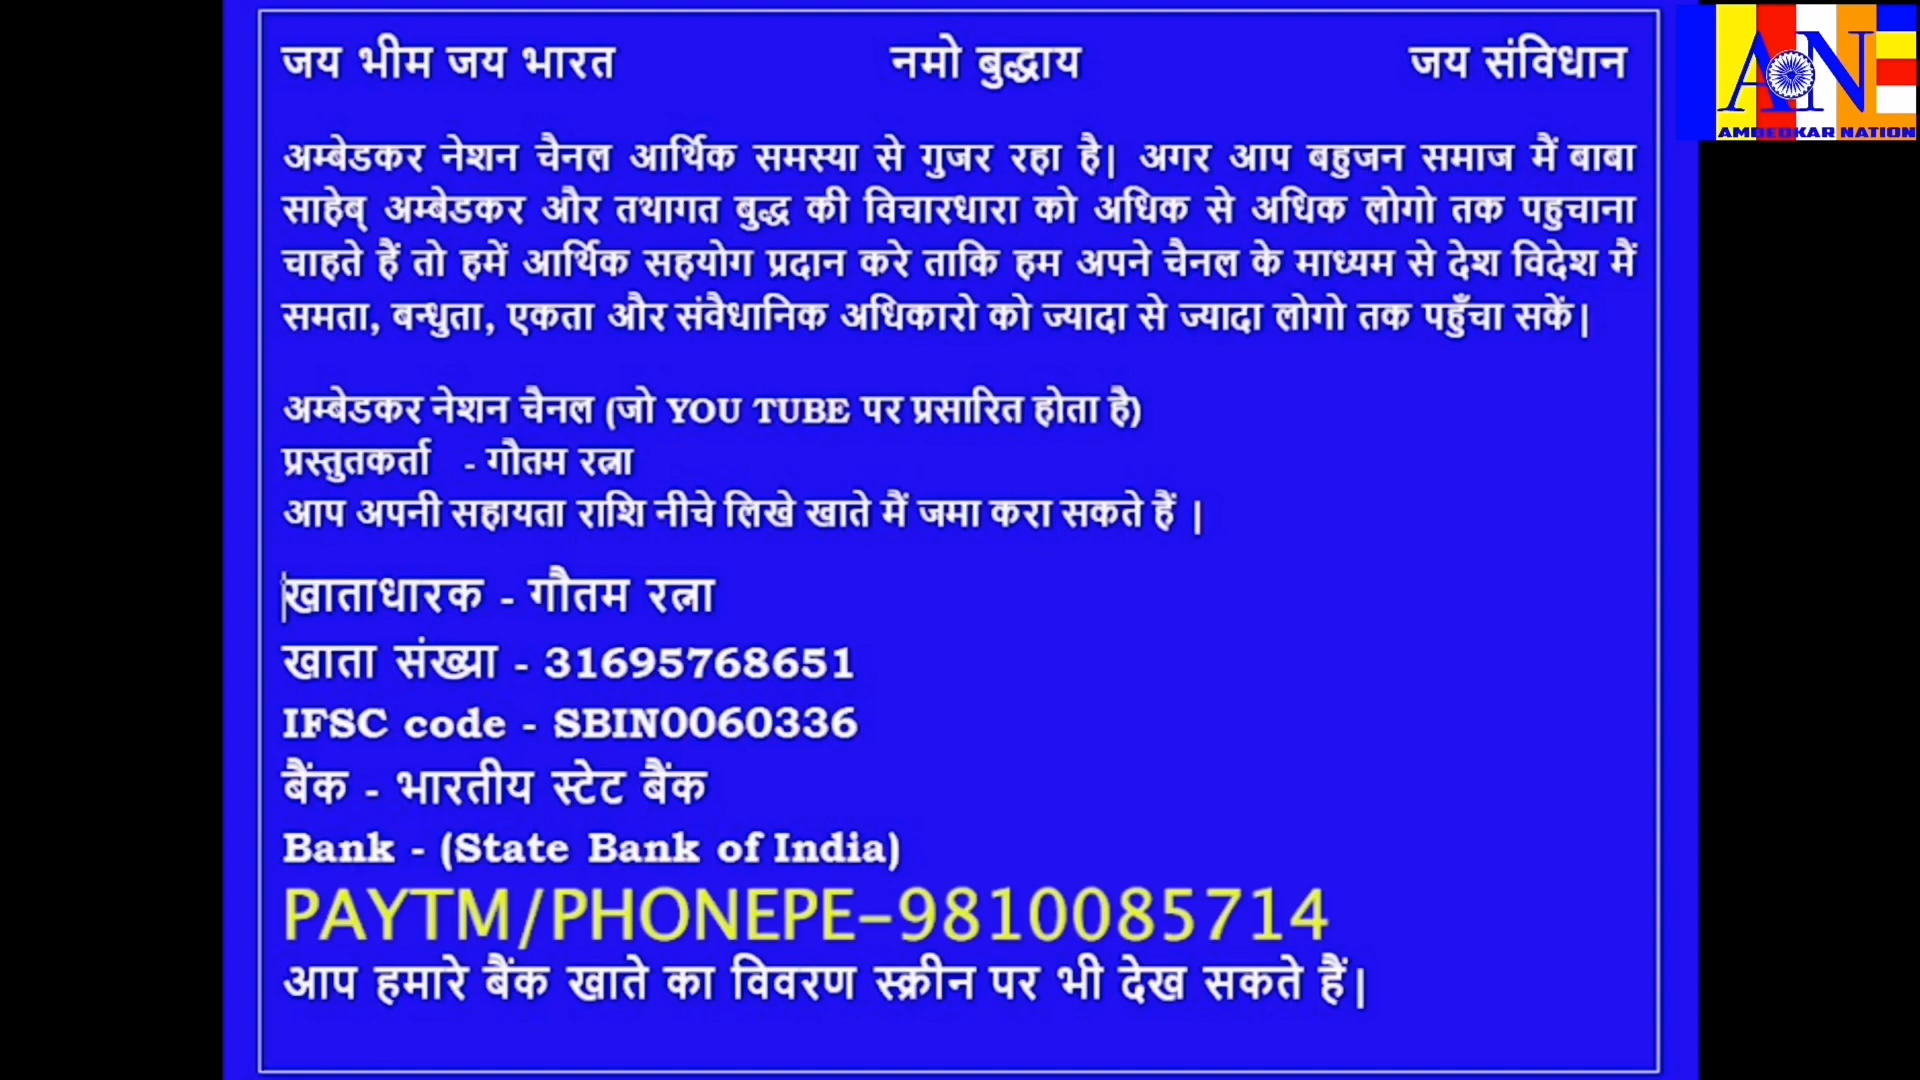 जय भीम जय भारत नमो बुद्धाय जय संविधान
AN
AMBEDKAR NATION
अम्बेडकर नेशन चैनल आर्थिक समस्या से गुजर रहा है| अगर आप बहुजन समाज मैं बाबा
साहेब् अम्बेडकर और तथागत बुद्ध की विचारधारा को अधिक से अधिक लोगो तक पहुचाना
चाहते हैं तो हमें आर्थिक सहयोग प्रदान करे ताकि हम अपने चैनल के माध्यम से देश विदेश मैं
समता, बन्धुता, एकता और संवैधानिक अधिकारो को ज्यादा से ज्यादा लोगो तक पहुँचा सकें|
अम्बेडकर नेशन चैनल (जो YOU TUBE पर प्रसारित होता है)
प्रस्तुतकर्ता - गौतम रत्ना
आप अपनी सहायता राशि नीचे लिखे खाते मैं जमा करा सकते हैं |
खाताधारक - गौतम रत्ना
खाता संख्या - 31695768651
IFSC code - SBIN0060336
बैंक - भारतीय स्टेट बैंक
Bank - (State Bank of India)
PAYTM/PHONEPE–9810085714
आप हमारे बैंक खाते का विवरण स्क्रीन पर भी देख सकते हैं|